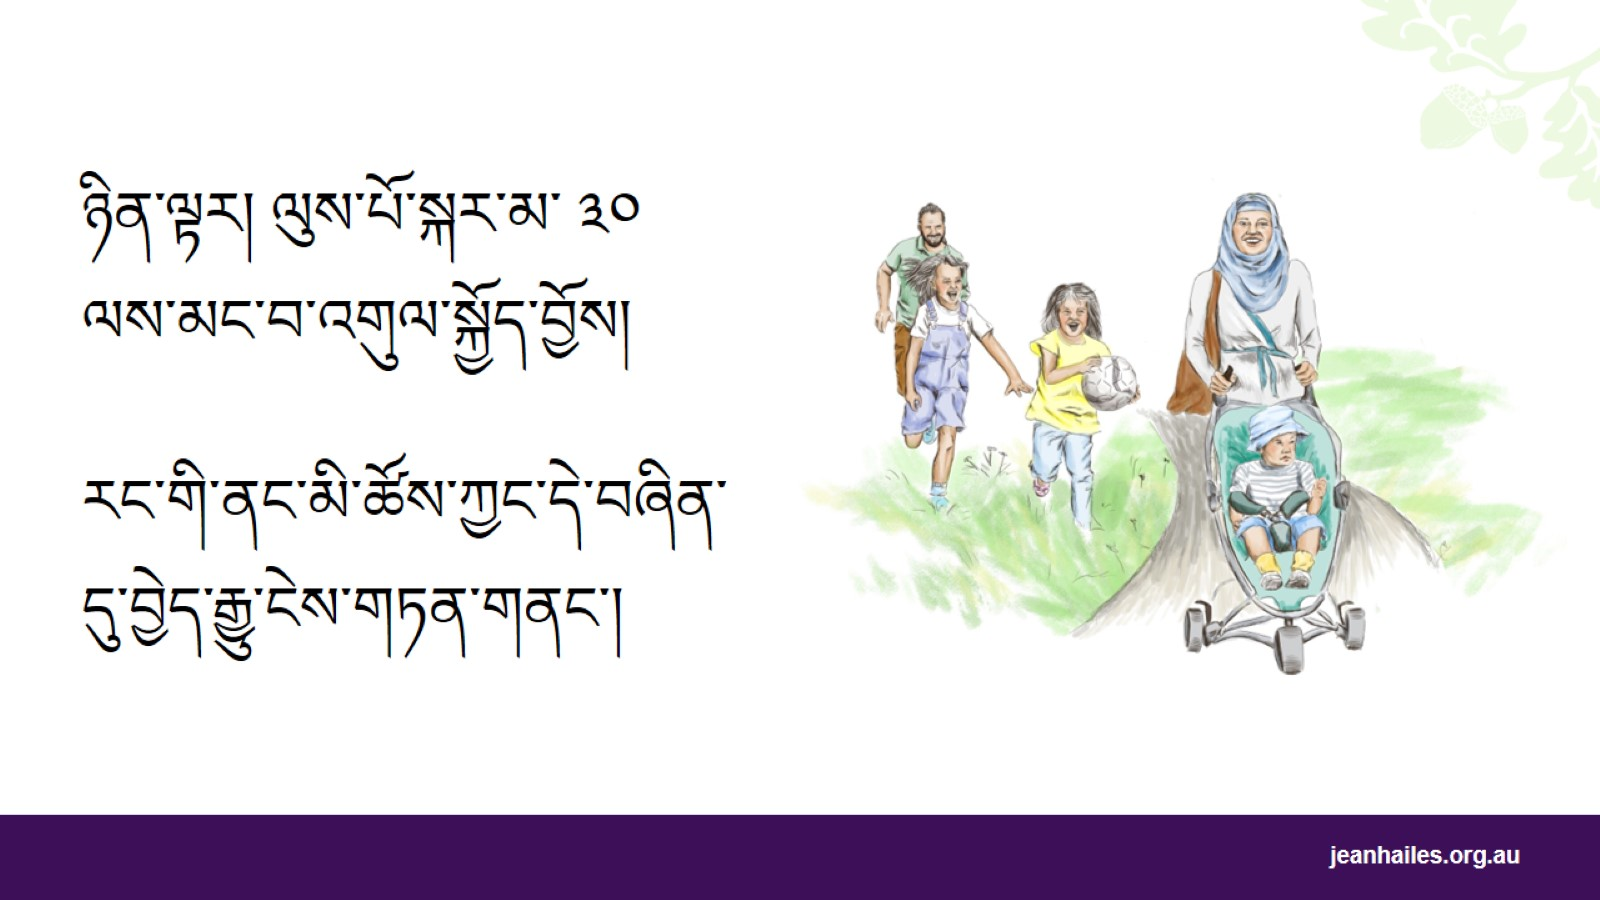 ཉིན་ལྟར། ལུས་པོ་སྐར་མ་ ༣༠
ལས་མང་བ་འགུལ་སྐྱོད་བྱོས།
རང་གི་ནང་མི་ཚོས་ཀྱང་དེ་བཞིན་
དུ་བྱེད་རྒྱུ་ངེས་གཏན་གནང་།
jeanhailes.org.au